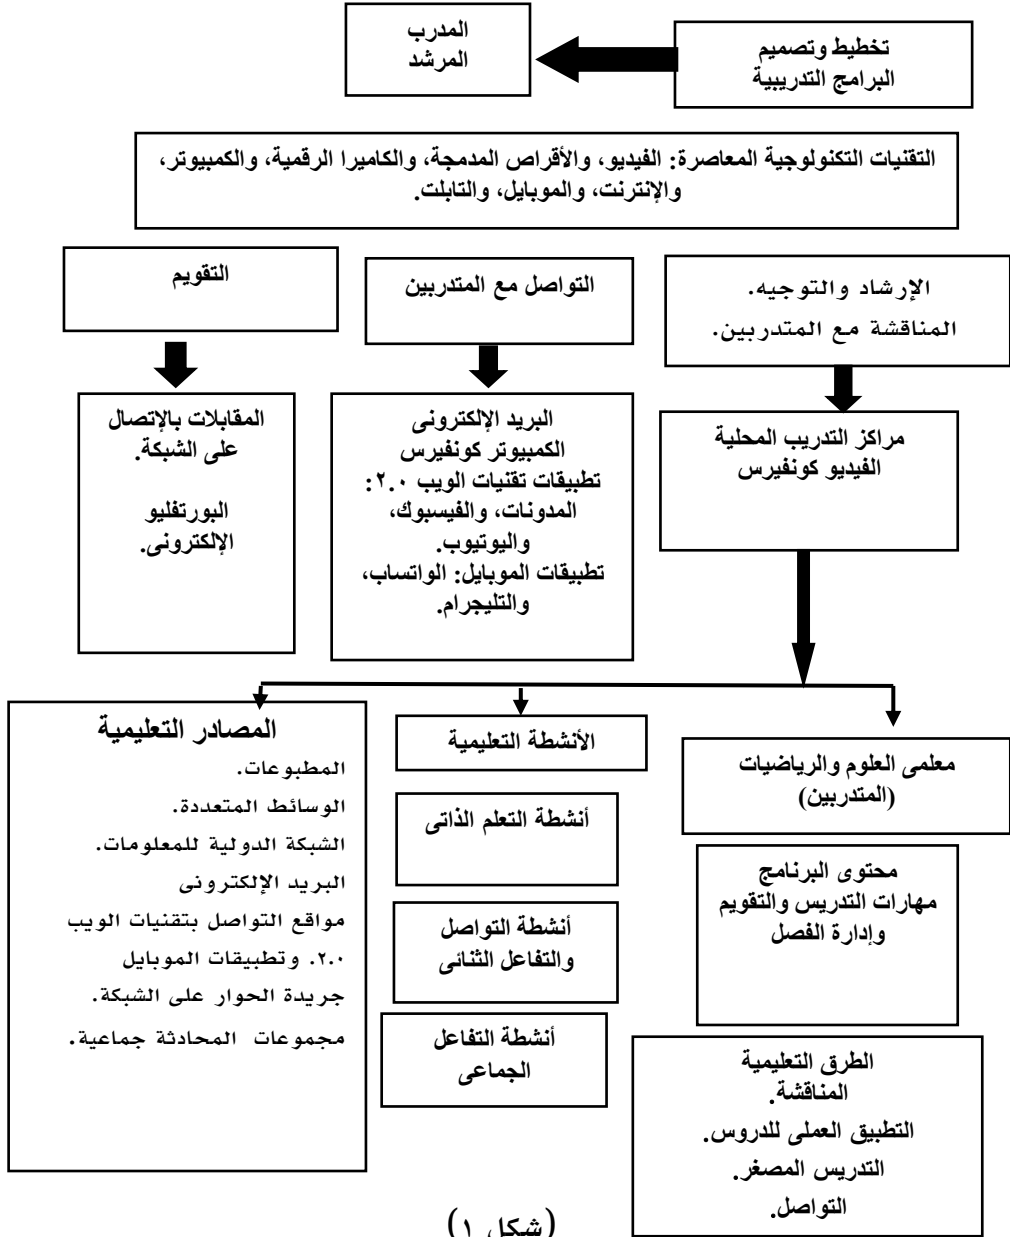 تخطيط وتصميم
البرامج التدريبية
المدرب
المرشد
التقنيات التكنولوجية المعاصرة: الفيديو، والأقراص المدمجة، والكاميرا الرقمية، والكمبيوتر،
والإنترنت، والموبايل، والتابلت.
الإرشاد والتوجيه.
المناقشة مع المتدربين.
التواصل مع المتدربين
التقويم
مراكز التدريب المحلية
الفيديو كونفيرس
البريد الإلكترونى
الكمبيوتر كونفيرس
تطبيقات تقنيات الويب ٢.٠:
المدونات، والفيسبوك،
واليوتيوب.
تطبيقات الموبايل: الواتساب،
والتليجرام.
المقابلات بالإتصال
على الشبكة.
البورتفليو
الإلكترونى.
معلمى العلوم والرياضيات
(المتدربين)
محتوى البرنامج
مهارات التدريس والتقويم
وإدارة الفصل
الطرق التعليمية
المناقشة.
التطبيق العملى للدروس.
التدريس المصغر.
التواصل.
الأنشطة التعليمية
أنشطة التعلم الذاتى
أنشطة التواصل
والتفاعل الثنائى
أنشطة التفاعل
الجماعى
المصادر التعليمية
المطبوعات.
الوسائط المتعددة.
الشبكة الدولية للمعلومات.
البريد الإلكترونى
مواقع التواصل بتقنيات الويب
٢.٠. وتطبيقات الموبايل
جريدة الحوار على الشبكة.
مجموعات المحادثة جماعية.
(شكل ١)